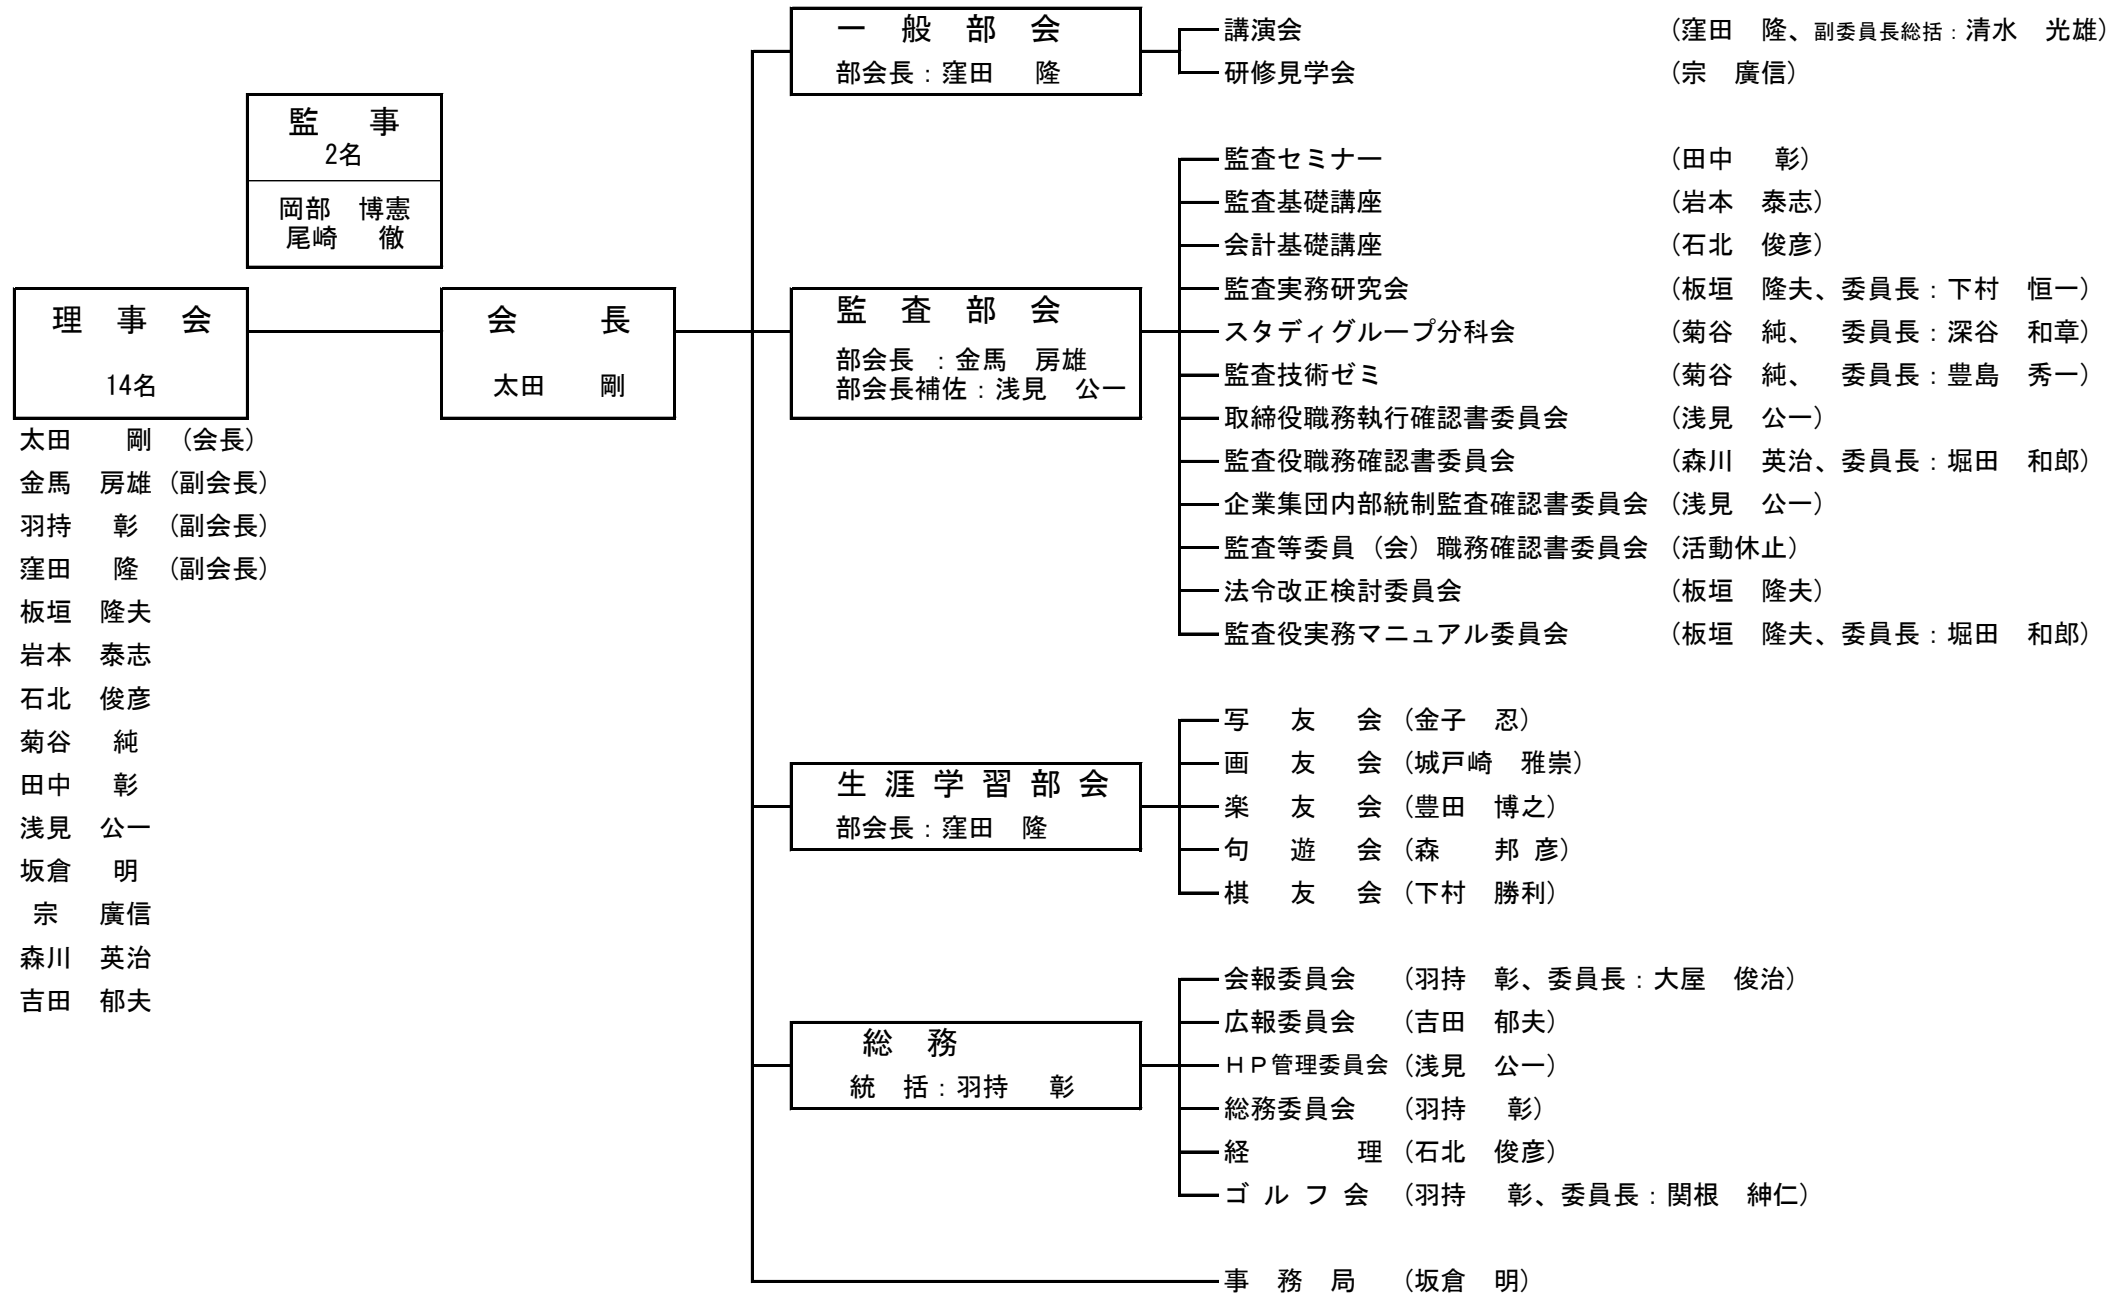 監　事
2名
岡部　博憲
尾崎　徹
理　事　会
14名
太田　剛　（会長）
金馬　房雄（副会長）
羽持　彰　（副会長）
窪田　隆　（副会長）
板垣　隆夫
岩本　泰志
石北　俊彦
菊谷　純
田中　彰
浅見　公一
坂倉　明
宗　廣信
森川　英治
吉田　郁夫
会　長
太田　剛
一　般　部　会
部会長：窪田　隆
講演会　（窪田　隆、副委員長総括：清水　光雄）
研修見学会　（宗　廣信）
監　査　部　会
部会長　：金馬　房雄
部会長補佐：浅見　公一
監査セミナー　（田中　彰）
監査基礎講座　（岩本　泰志）
会計基礎講座　（石北　俊彦）
監査実務研究会　（板垣　隆夫、委員長：下村　恒一）
スタディグループ分科会　（菊谷　純、　委員長：深谷　和章）
監査技術ゼミ　（菊谷　純、　委員長：豊島　秀一）
取締役職務執行確認書委員会　（浅見　公一）
監査役職務確認書委員会　（森川　英治、委員長：堀田　和郎）
企業集団内部統制監査確認書委員会　（浅見　公一）
監査等委員（会）職務確認書委員会　（活動休止）
法令改正検討委員会　（板垣　隆夫）
監査役実務マニュアル委員会　（板垣　隆夫、委員長：堀田　和郎）
生 涯 学 習 部 会
部会長：窪田　隆
写　友　会　（金子　忍）
画　友　会　（城戸崎　雅崇）
楽　友　会　（豊田　博之）
句　遊　会　（森　邦 彦）
棋　友　会　（下村　勝利）
総　務
統　括：羽持　彰
会報委員会　（羽持　彰、委員長：大屋　俊治）
広報委員会　（吉田　郁夫）
ＨＰ管理委員会（浅見　公一）
総務委員会　（羽持　彰）
経　理　（石北　俊彦）
ゴ ル フ 会　（羽持　彰、委員長：関根　紳仁）
事　務　局　（坂倉　明）